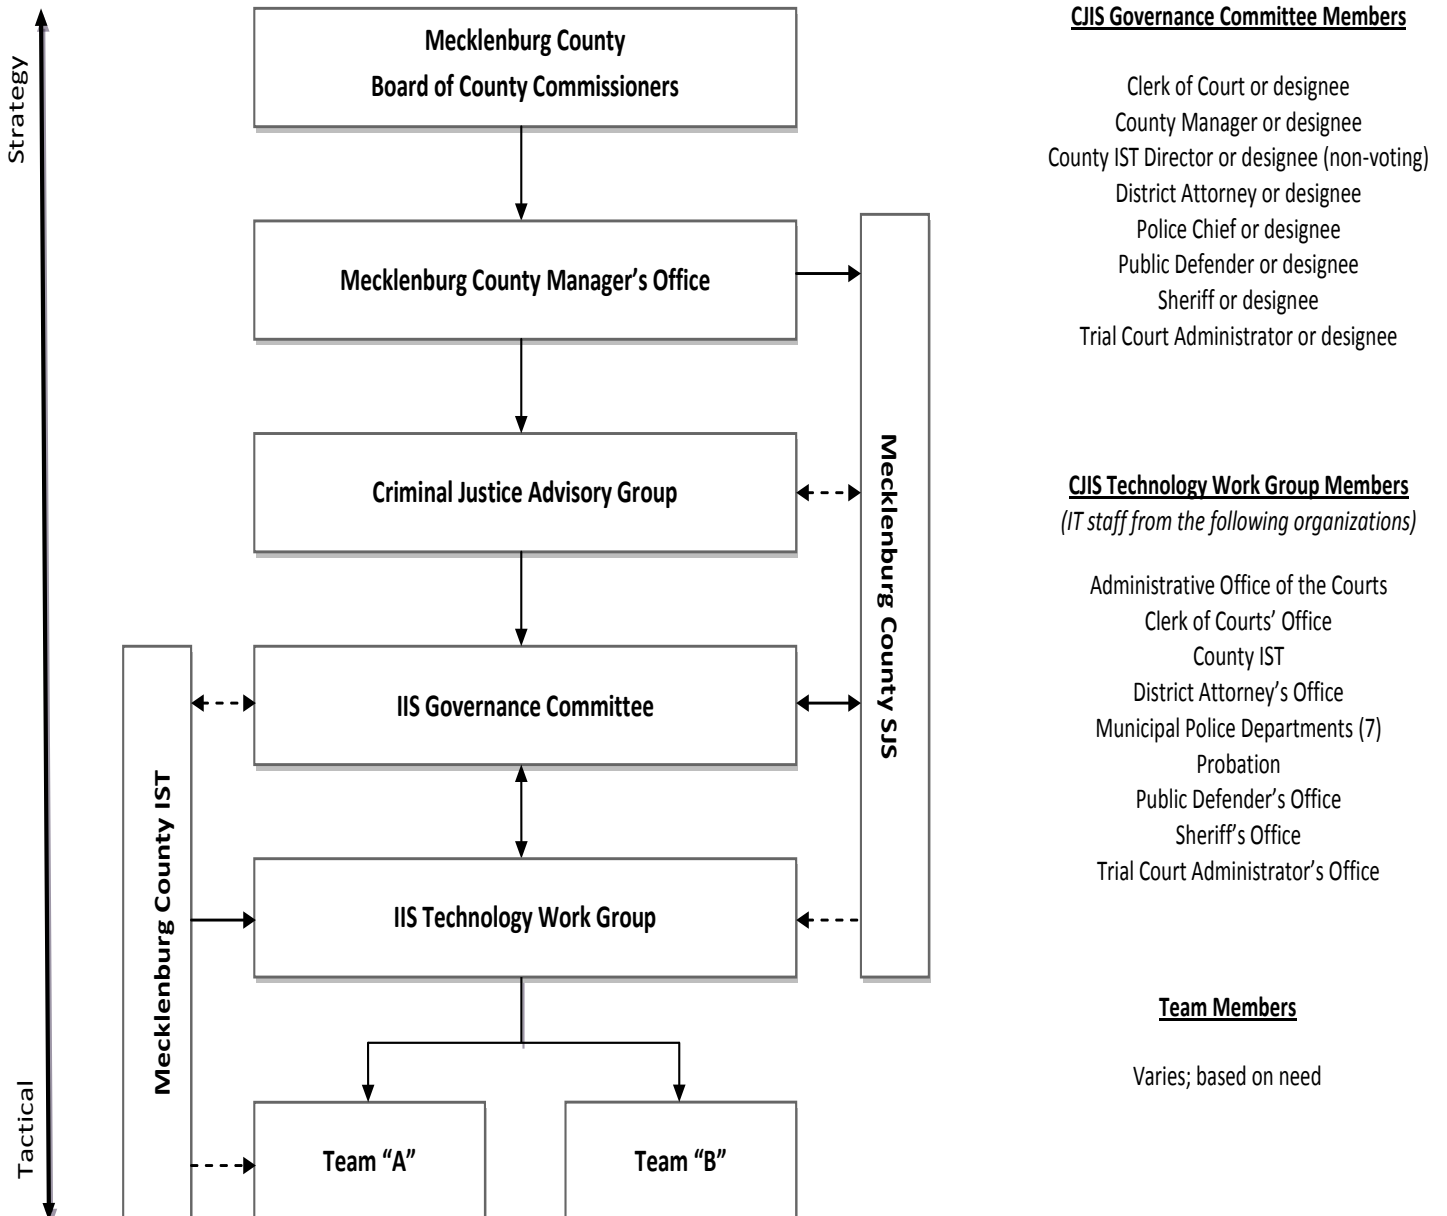 Strategy
Mecklenburg County
Board of County Commissioners
Mecklenburg County Manager’s Office
Criminal Justice Advisory Group
IIS Governance Committee
IIS Technology Work Group
Team “A”
Team “B”
Mecklenburg County IST
Mecklenburg County SJS
Tactical
CJIS Governance Committee Members
Clerk of Court or designee
County Manager or designee
County IST Director or designee (non-voting)
District Attorney or designee
Police Chief or designee
Public Defender or designee
Sheriff or designee
Trial Court Administrator or designee
CJIS Technology Work Group Members
(IT staff from the following organizations)
Administrative Office of the Courts
Clerk of Courts’ Office
County IST
District Attorney’s Office
Municipal Police Departments (7)
Probation
Public Defender’s Office
Sheriff’s Office
Trial Court Administrator’s Office
Team Members
Varies; based on need